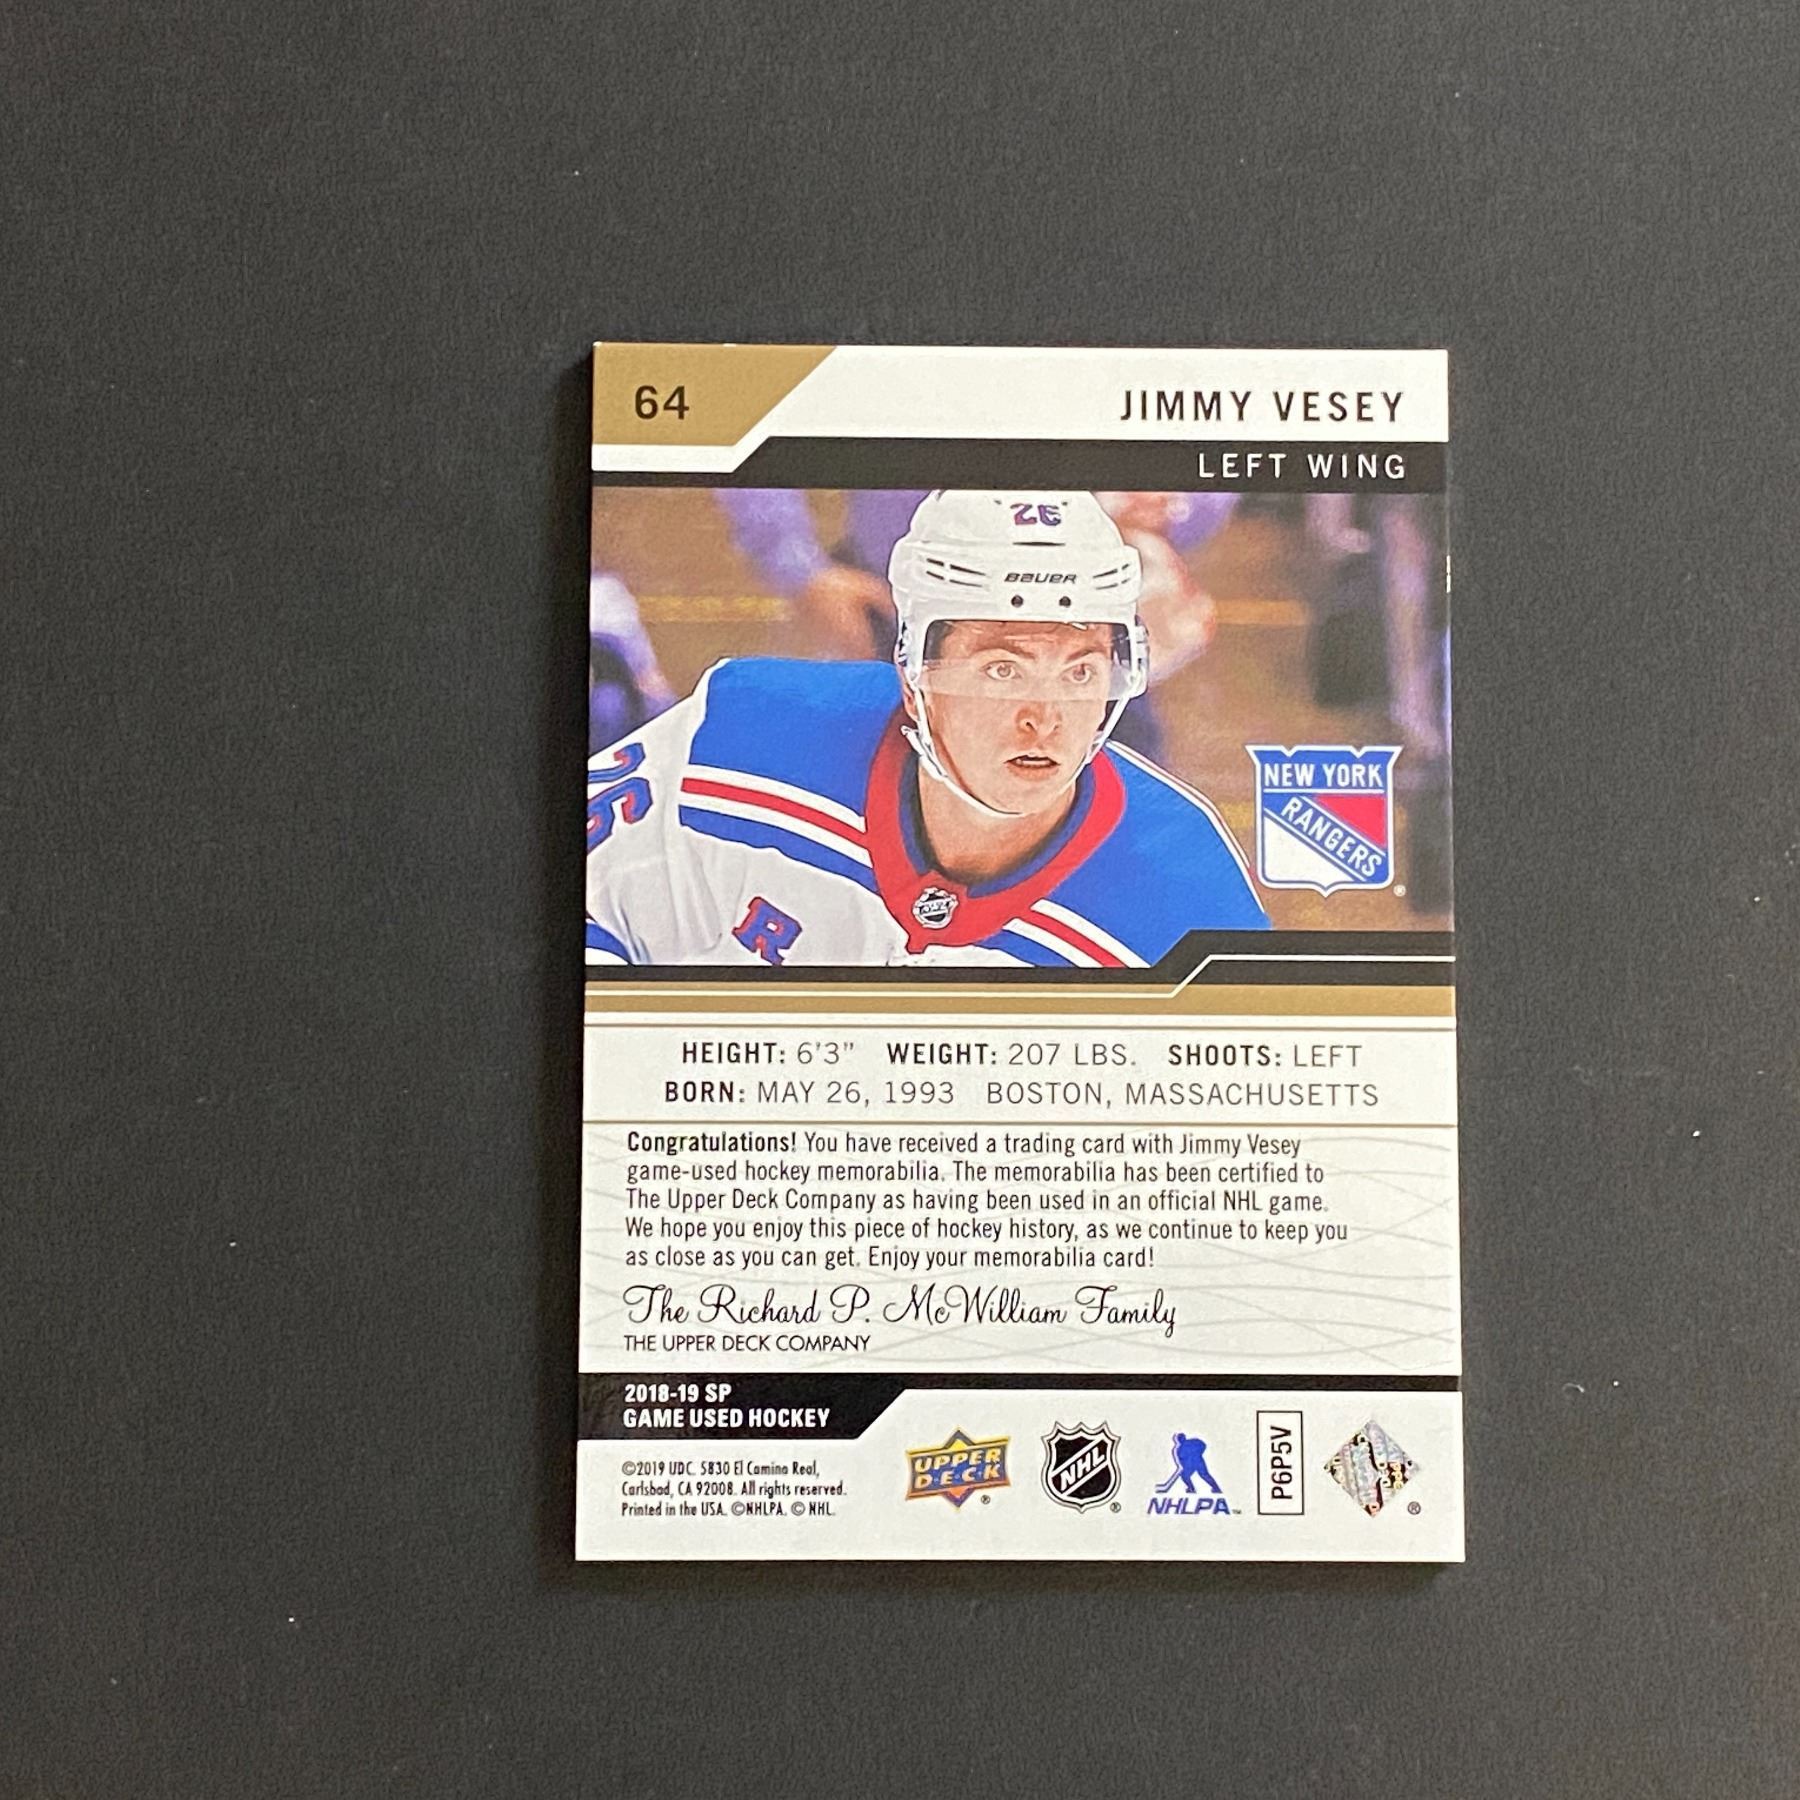 64
JIMMY VESEY
LEFT WING
26
BAUER
26
R
NEW YORK
RANGERS
®
HEIGHT: 6'3" WEIGHT: 207 LBS. SHOOTS: LEFT
BORN: MAY 26, 1993 BOSTON, MASSACHUSETTS
Congratulations! You have received a trading card with Jimmy Vesey
game-used hockey memorabilia. The memorabilia has been certified to
The Upper Deck Company as having been used in an official NHL game.
We hope you enjoy this piece of hockey history, as we continue to keep you
as close as you can get. Enjoy your memorabilia card!
The Richard P. McWilliam Family
THE UPPER DECK COMPANY
2018-19 SP
GAME USED HOCKEY
©2019 UDC. 5830 El Camino Real,
Carlsbad, CA 92008. All rights reserved.
Printed in the USA. ©NHLPA. © NHL.
UPPER
D·E·C·K
®
NHL
®
NHLPA™
P6P5V
®